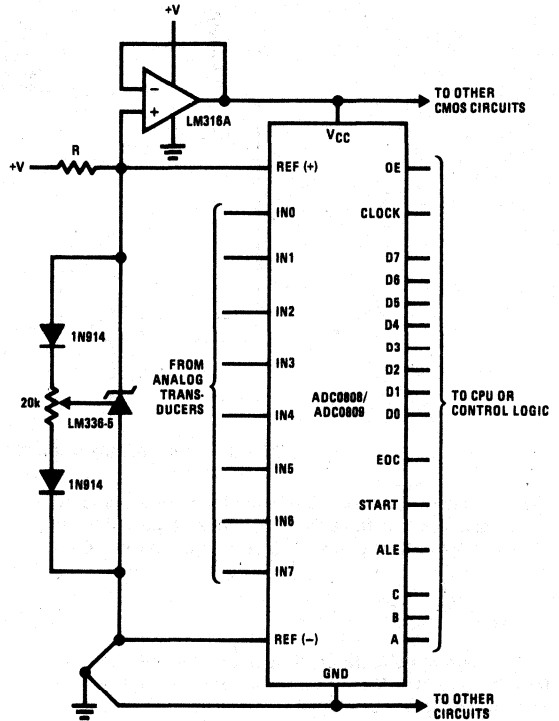 +V
−
+
LM316A
TO OTHER
CMOS CIRCUITS
VCC
R
+V
REF (+)
OE
IN0
CLOCK
IN1
D7
D6
IN2
D5
D4
1N914
IN3
D3
D2
FROM
ANALOG
TRANS-
DUCERS
ADC0808/
ADC0809
D1
TO CPU OR
CONTROL LOGIC
20k
LM336-5
IN4
D0
EOC
IN5
1N914
START
IN6
ALE
IN7
C
B
REF (−)
A
GND
TO OTHER
CIRCUITS